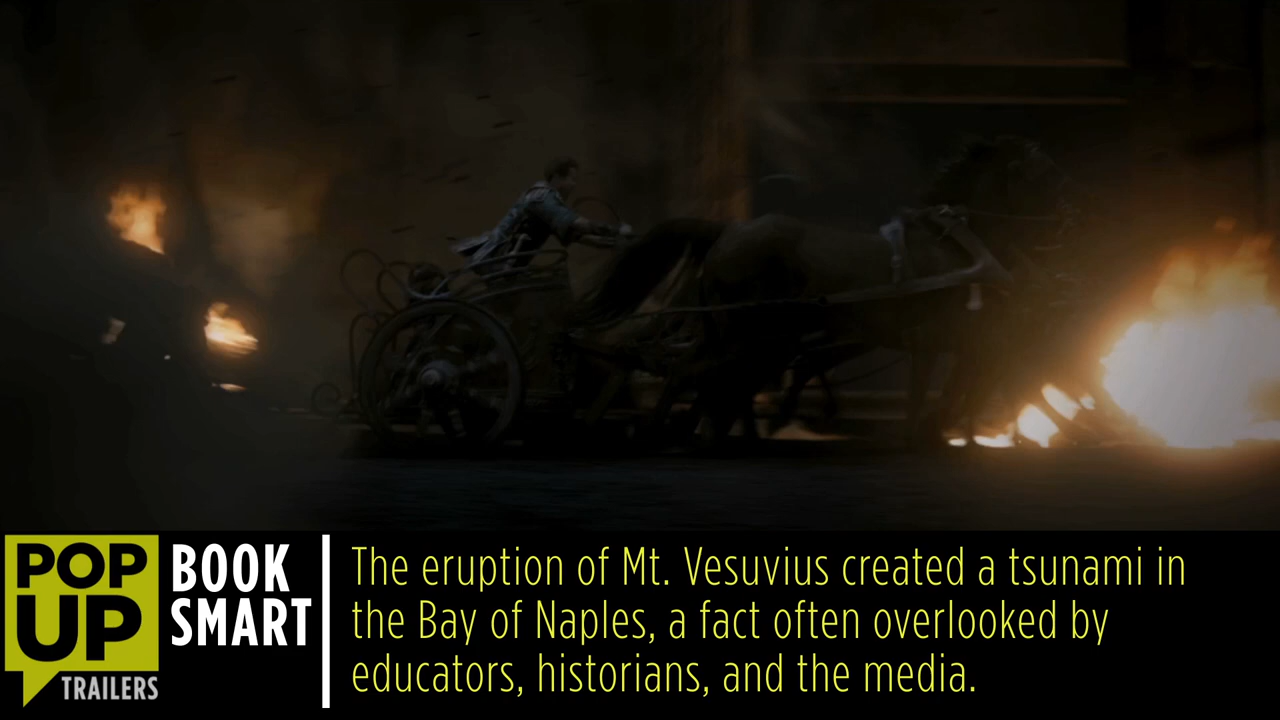 POP
UP
TRAILERS
BOOK
SMART
The eruption of Mt. Vesuvius created a tsunami in
the Bay of Naples, a fact often overlooked by
educators, historians, and the media.